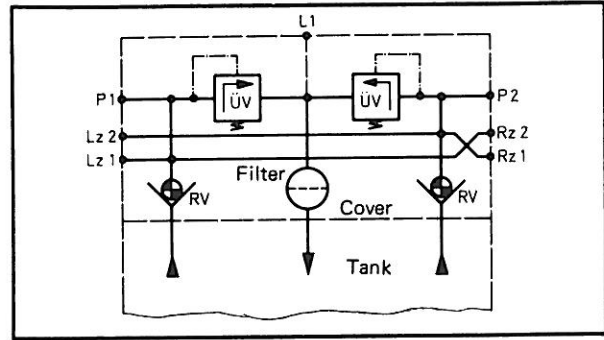 L1
P1
ÜV
ÜV
P2
Lz 2
Rz 2
Lz 1
Rz 1
Filter
RV
RV
Cover
Tank